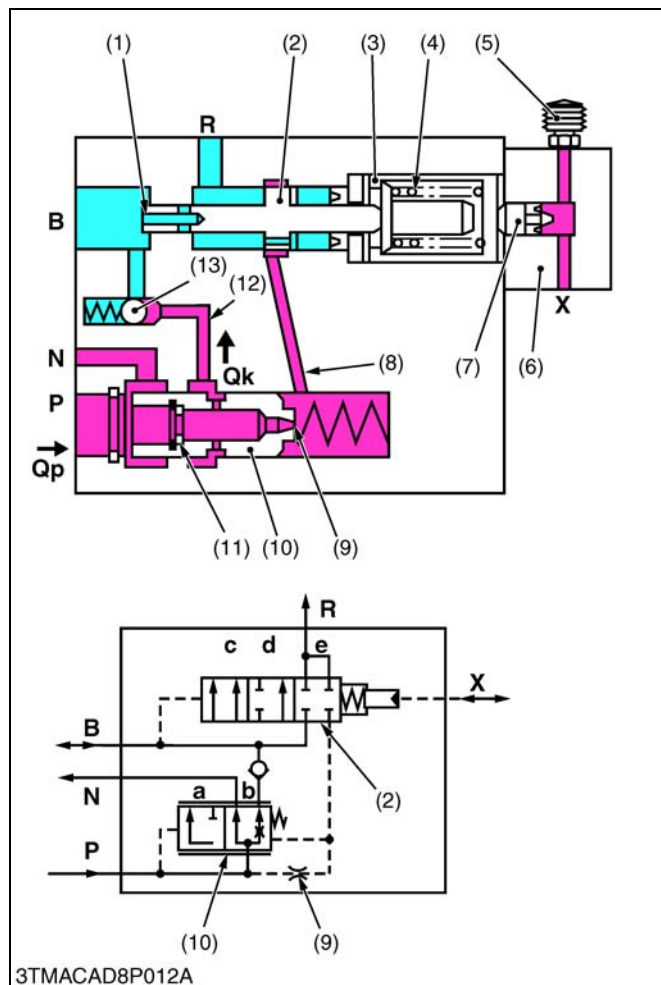 (1) (2) (3) (4) (5)
R
B
(13)
(12)
N
Qk
(8)
(7)
X
(6)
P
Qp
(11) (10) (9)
R
c d e
X
B
(2)
N
a b
P
(10) (9)
3TMACAD8P012A